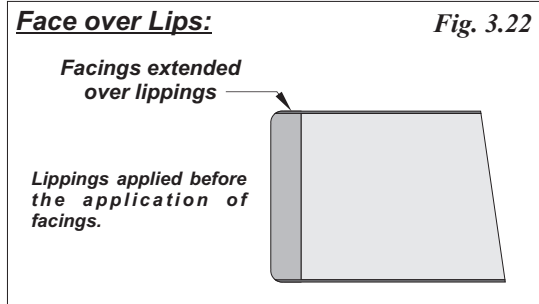 Face over Lips:
Fig. 3.22
Facings extended
over lippings
Lippings applied before
the application of
facings.